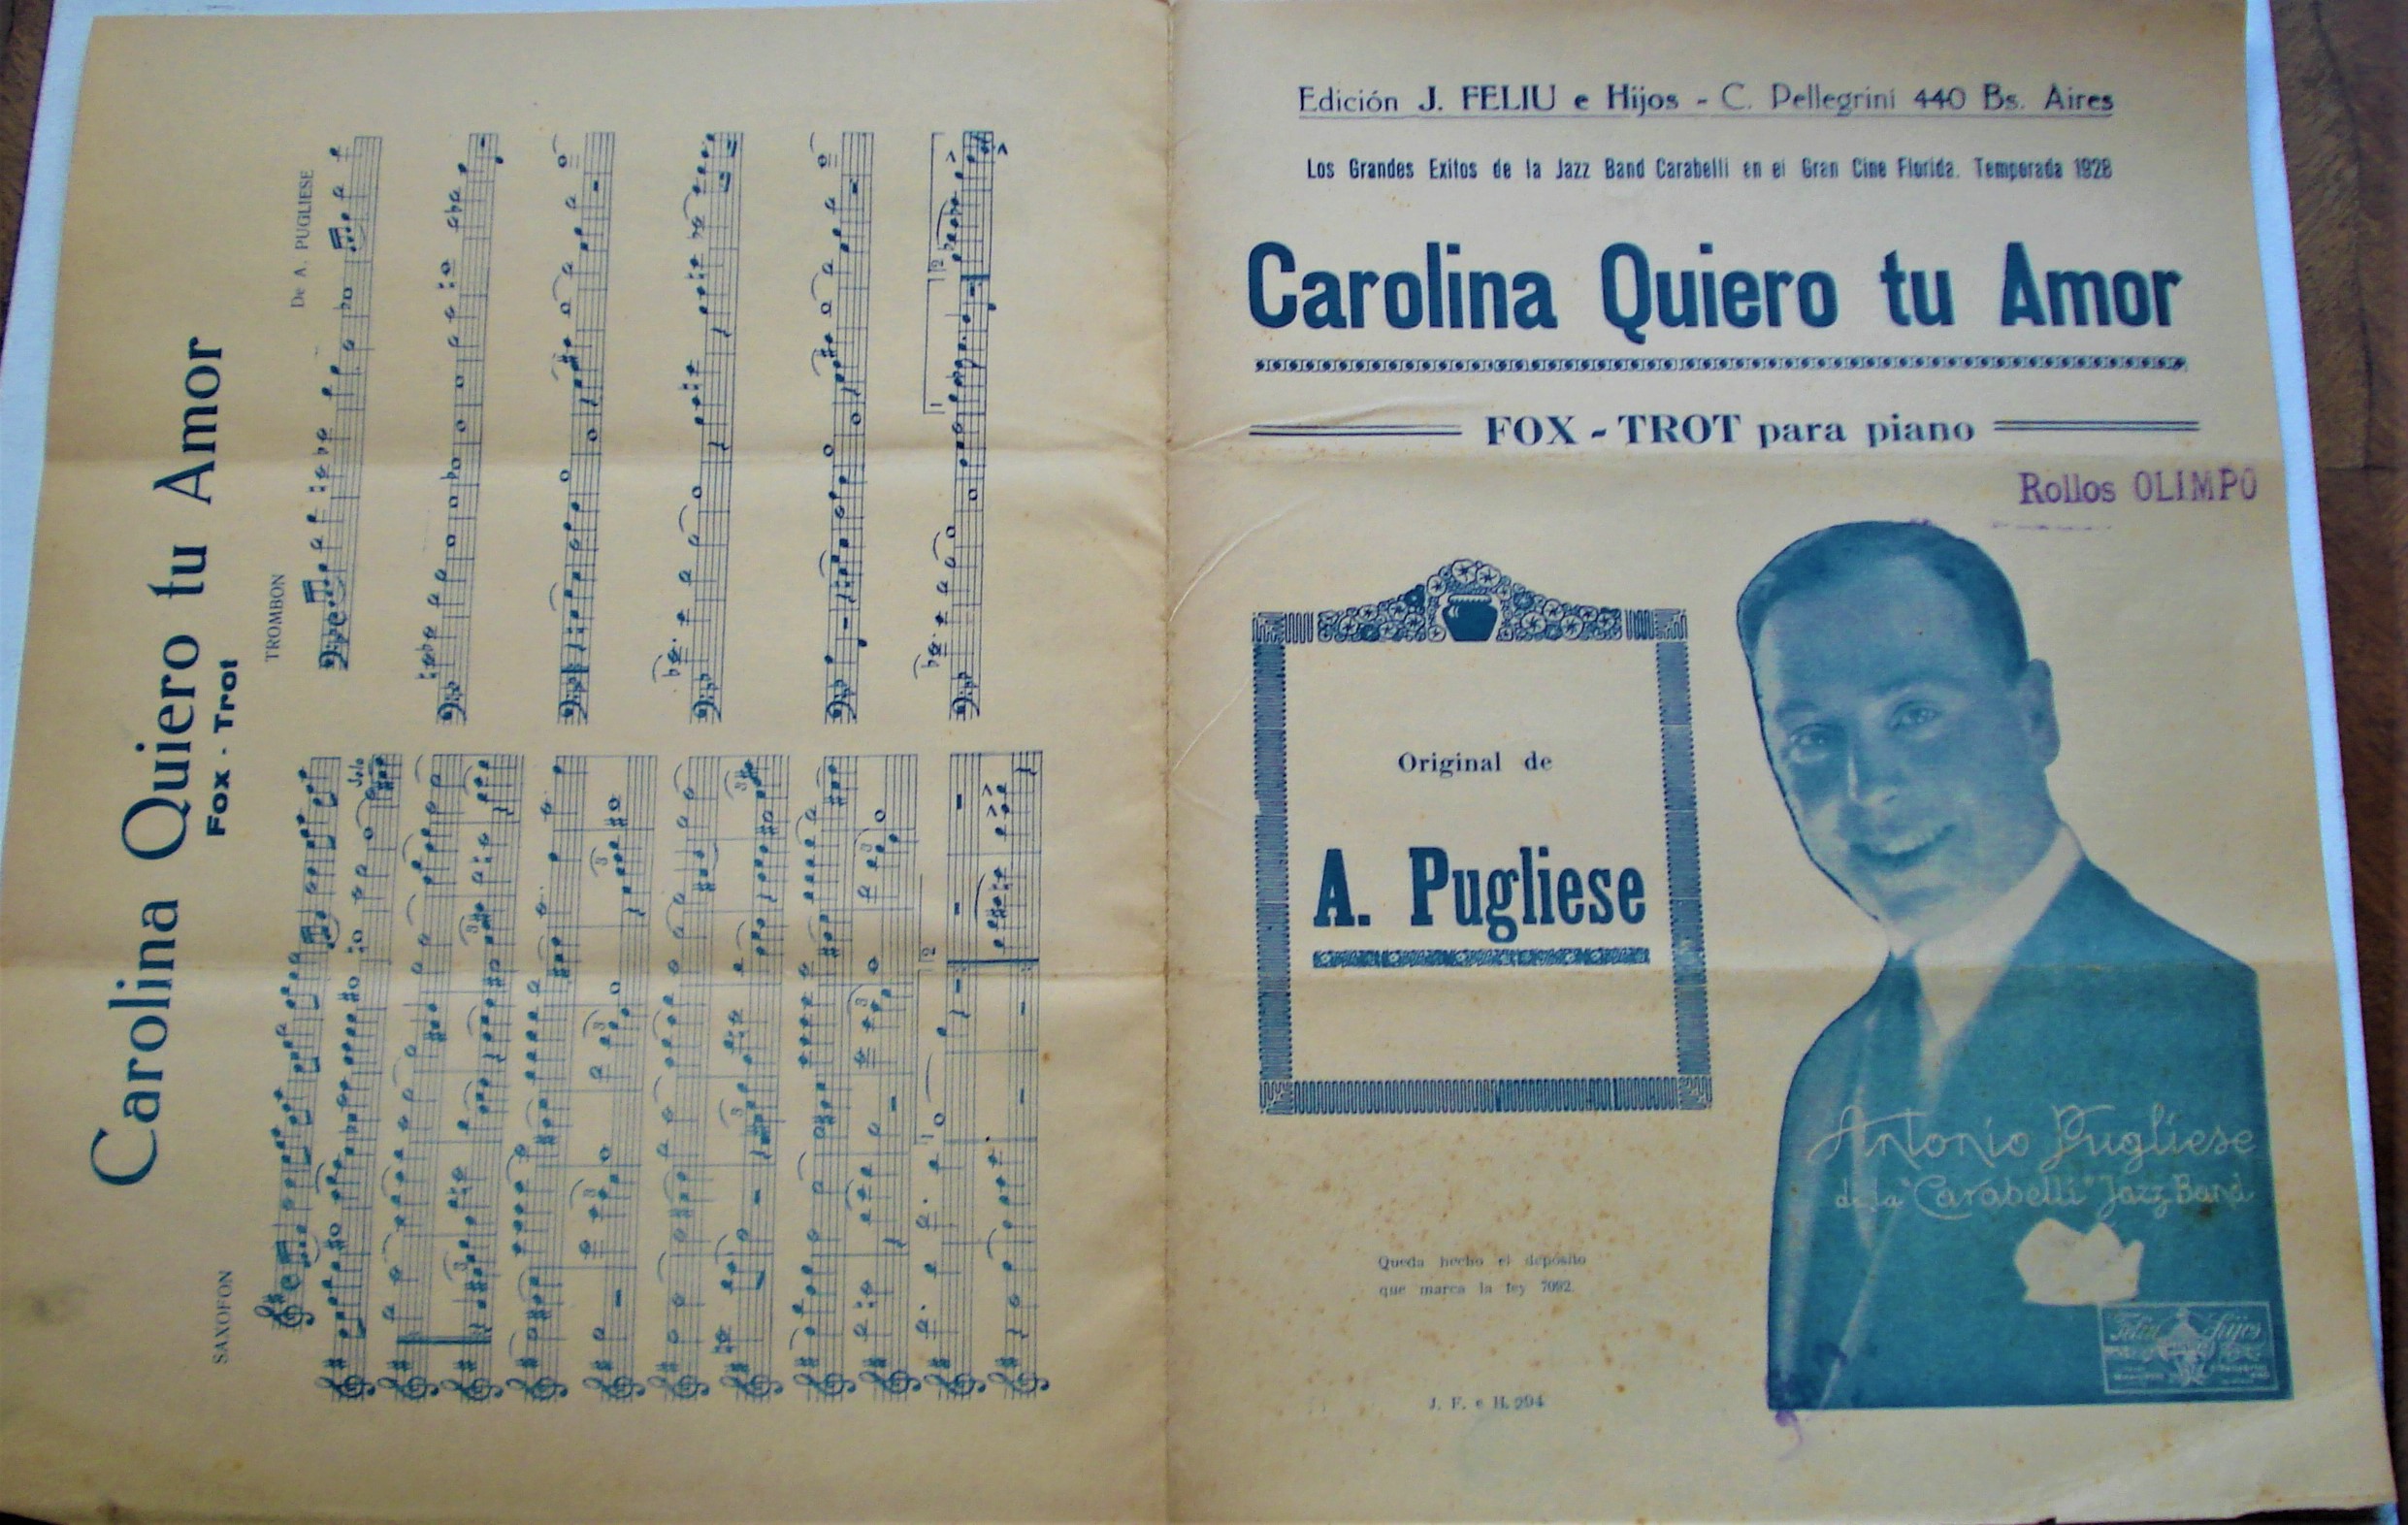 Carolina Quiero tu Amor
Fox - Trot
De A. PUGLIESE
TROMBON
SAXOFON
Solo
Edición J. FELIU e Hijos - C. Pellegrini 440 Bs. Aires
Los Grandes Exitos de la Jazz Band Carabelli en el Gran Cine Florida. Temporada 1928
Carolina Quiero tu Amor
FOX - TROT para piano
Rollos OLIMPO
Original de
A. Pugliese
Antonio Pugliese
de la "Carabelli" Jazz Band
Queda hecho el depósito
que marca la ley 7092.
Feliu e Hijos
J. F. e H. 294